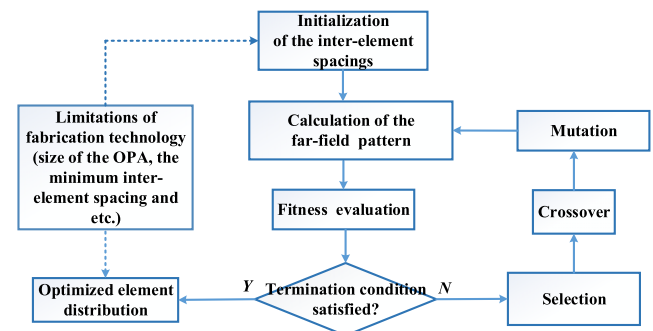 Initialization
of the inter-element
spacings
Limitations of
fabrication technology
(size of the OPA, the
minimum inter-
element spacing and
etc.)
Calculation of the
far-field pattern
Mutation
Fitness evaluation
Crossover
Optimized element
distribution
Y
Termination condition
satisfied?
N
Selection